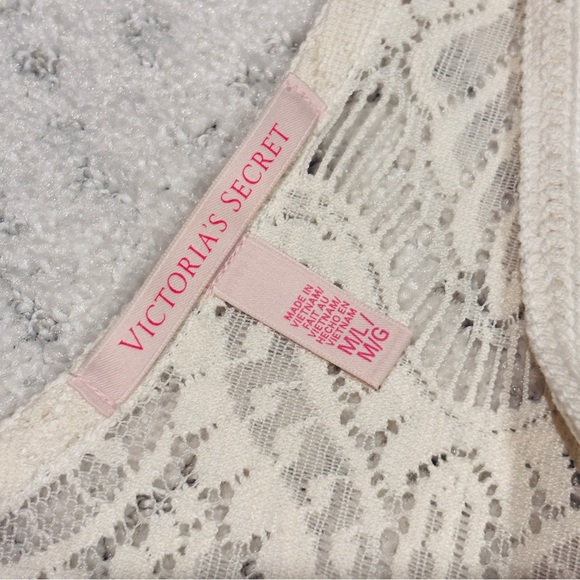 VICTORIA'S SECRET
MADE IN
VIETNAM/
FAIT AU
VIETNAM/
HECHO EN
VIETNAM
M/L/
M/G